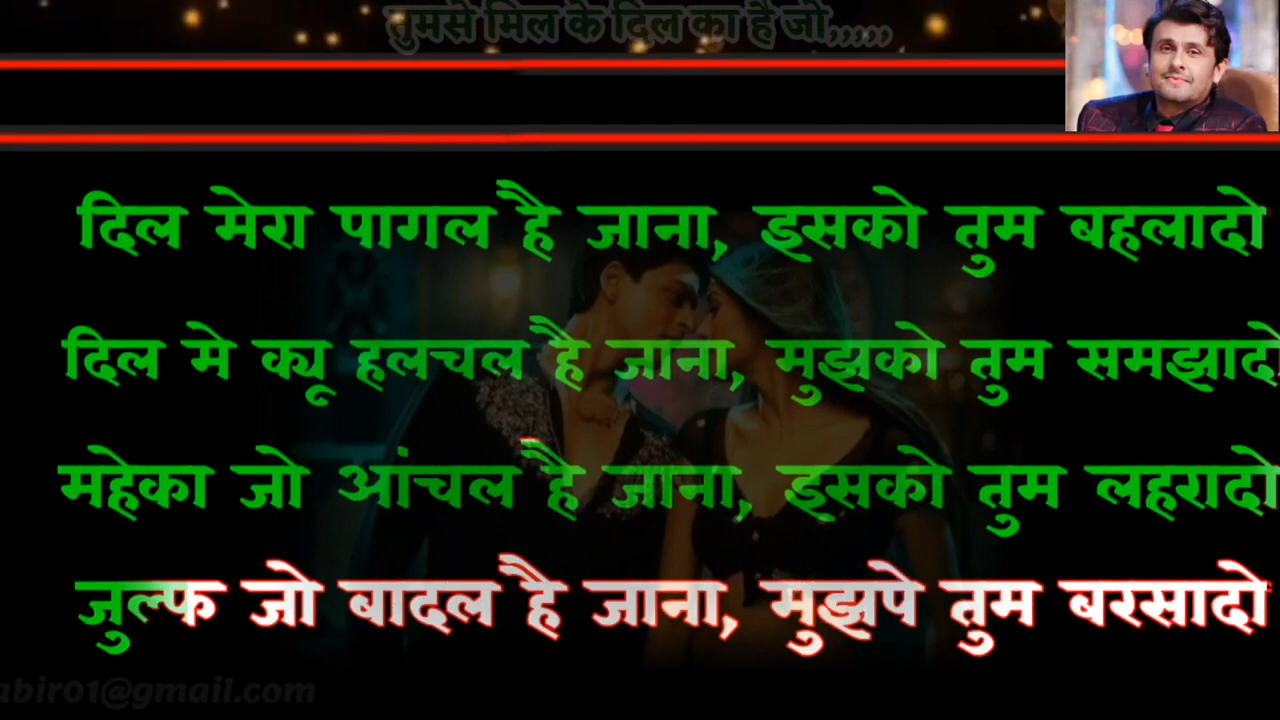 तुमसे मिल के दिल का है जो,,,,,
दिल मेरा पागल है जाना, इसको तुम बहलादो
दिल मे क्यू हलचल है जाना, मुझको तुम समझादो
महेका जो आंचल है जाना, इसको तुम लहरादो
जुल्फ जो बादल है जाना, मुझपे तुम बरसादो
abir01@gmail.com